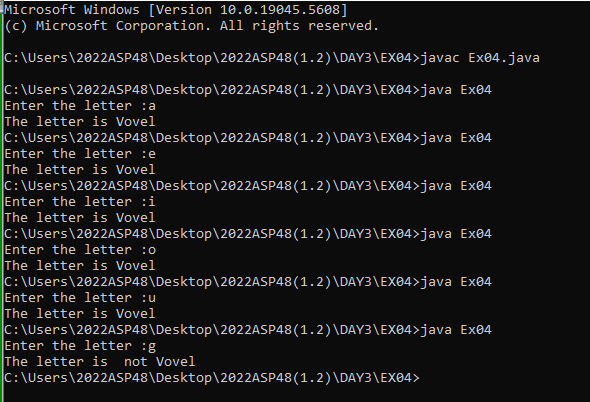 Microsoft Windows [Version 10.0.19045.5608]
(c) Microsoft Corporation. All rights reserved.
C:\Users\2022ASP48\Desktop\2022ASP48(1.2)\DAY3\EX04>javac Ex04.java
C:\Users\2022ASP48\Desktop\2022ASP48(1.2)\DAY3\EX04>java Ex04
Enter the letter :a
The letter is Vovel
C:\Users\2022ASP48\Desktop\2022ASP48(1.2)\DAY3\EX04>java Ex04
Enter the letter :e
The letter is Vovel
C:\Users\2022ASP48\Desktop\2022ASP48(1.2)\DAY3\EX04>java Ex04
Enter the letter :i
The letter is Vovel
C:\Users\2022ASP48\Desktop\2022ASP48(1.2)\DAY3\EX04>java Ex04
Enter the letter :o
The letter is Vovel
C:\Users\2022ASP48\Desktop\2022ASP48(1.2)\DAY3\EX04>java Ex04
Enter the letter :u
The letter is Vovel
C:\Users\2022ASP48\Desktop\2022ASP48(1.2)\DAY3\EX04>java Ex04
Enter the letter :g
The letter is  not Vovel
C:\Users\2022ASP48\Desktop\2022ASP48(1.2)\DAY3\EX04>